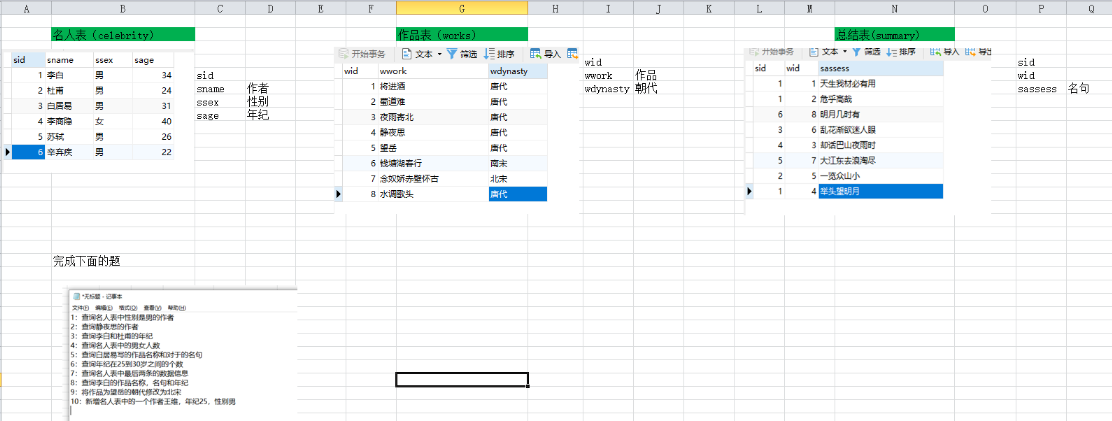 A B C D E F G H I J K L M N O P Q
名人表（celebrity）
作品表（works）
总结表(summary)
sid sname ssex sage
1 李白 男 34
2 杜甫 男 24
3 白居易 男 31
4 李商隐 女 40
5 苏轼 男 26
6 辛弃疾 男 22
sid
sname 作者
ssex 性别
sage 年纪
开始事务 文本 筛选 排序 导入
wid wwork wdynasty
1 将进酒 唐代
2 蜀道难 唐代
3 夜雨寄北 唐代
4 静夜思 唐代
5 望岳 唐代
6 钱塘湖春行 南宋
7 念奴娇赤壁怀古 北宋
8 水调歌头 唐代
wid
wwork 作品
wdynasty 朝代
开始事务 文本 筛选 排序 导入 导出
sid wid sassess
1 1 天生我材必有用
1 2 危乎高哉
6 8 明月几时有
3 6 乱花渐欲迷人眼
4 3 却话巴山夜雨时
5 7 大江东去浪淘尽
2 5 一览众山小
1 4 举头望明月
sid
wid
sassess 名句
完成下面的题
*无标题 - 记事本
文件(F) 编辑(E) 格式(O) 查看(V) 帮助(H)
1：查询名人表中性别是男的作者
2：查询静夜思的作者
3：查询李白和杜甫的年纪
4：查询名人表中的男女人数
5：查询白居易写的作品名称和对于的名句
6：查询年纪在25到30岁之间的个数
7：查询名人表中最后两条的数据信息
8：查询李白的作品名称，名句和年纪
9：将作品为望岳的朝代修改为北宋
10：新增名人表中的一个作者王维，年纪25，性别男